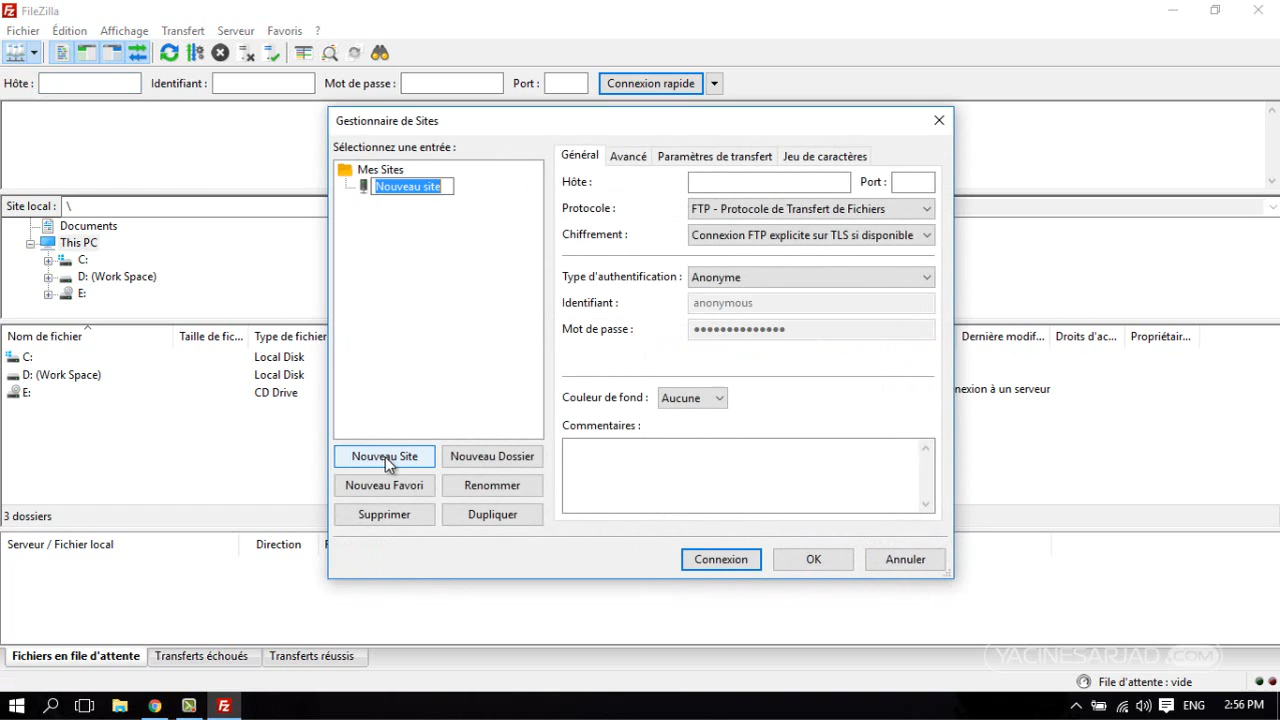 FileZilla
Fichier Édition Affichage Transfert Serveur Favoris ?
Hôte : Identifiant : Mot de passe : Port : Connexion rapide
Gestionnaire de Sites
Sélectionnez une entrée :
Mes Sites
Nouveau site
Nouveau Site Nouveau Dossier
Nouveau Favori Renommer
Supprimer Dupliquer
Général Avancé Paramètres de transfert Jeu de caractères
Hôte : Port :
Protocole : FTP - Protocole de Transfert de Fichiers
Chiffrement : Connexion FTP explicite sur TLS si disponible
Type d'authentification : Anonyme
Identifiant : anonymous
Mot de passe : ••••••••••••••
Couleur de fond : Aucune
Commentaires :
Connexion OK Annuler
Site local : \
Documents
This PC
C:
D: (Work Space)
E:
Nom de fichier Taille de fic... Type de fichier
C: Local Disk
D: (Work Space) Local Disk
E: CD Drive
3 dossiers
Dernière modif... Droits d'ac... Propriétair...
nexion à un serveur
Serveur / Fichier local Direction
Fichiers en file d'attente Transferts échoués Transferts réussis
YACINESARJAD.COM
File d'attente : vide
ENG 2:56 PM